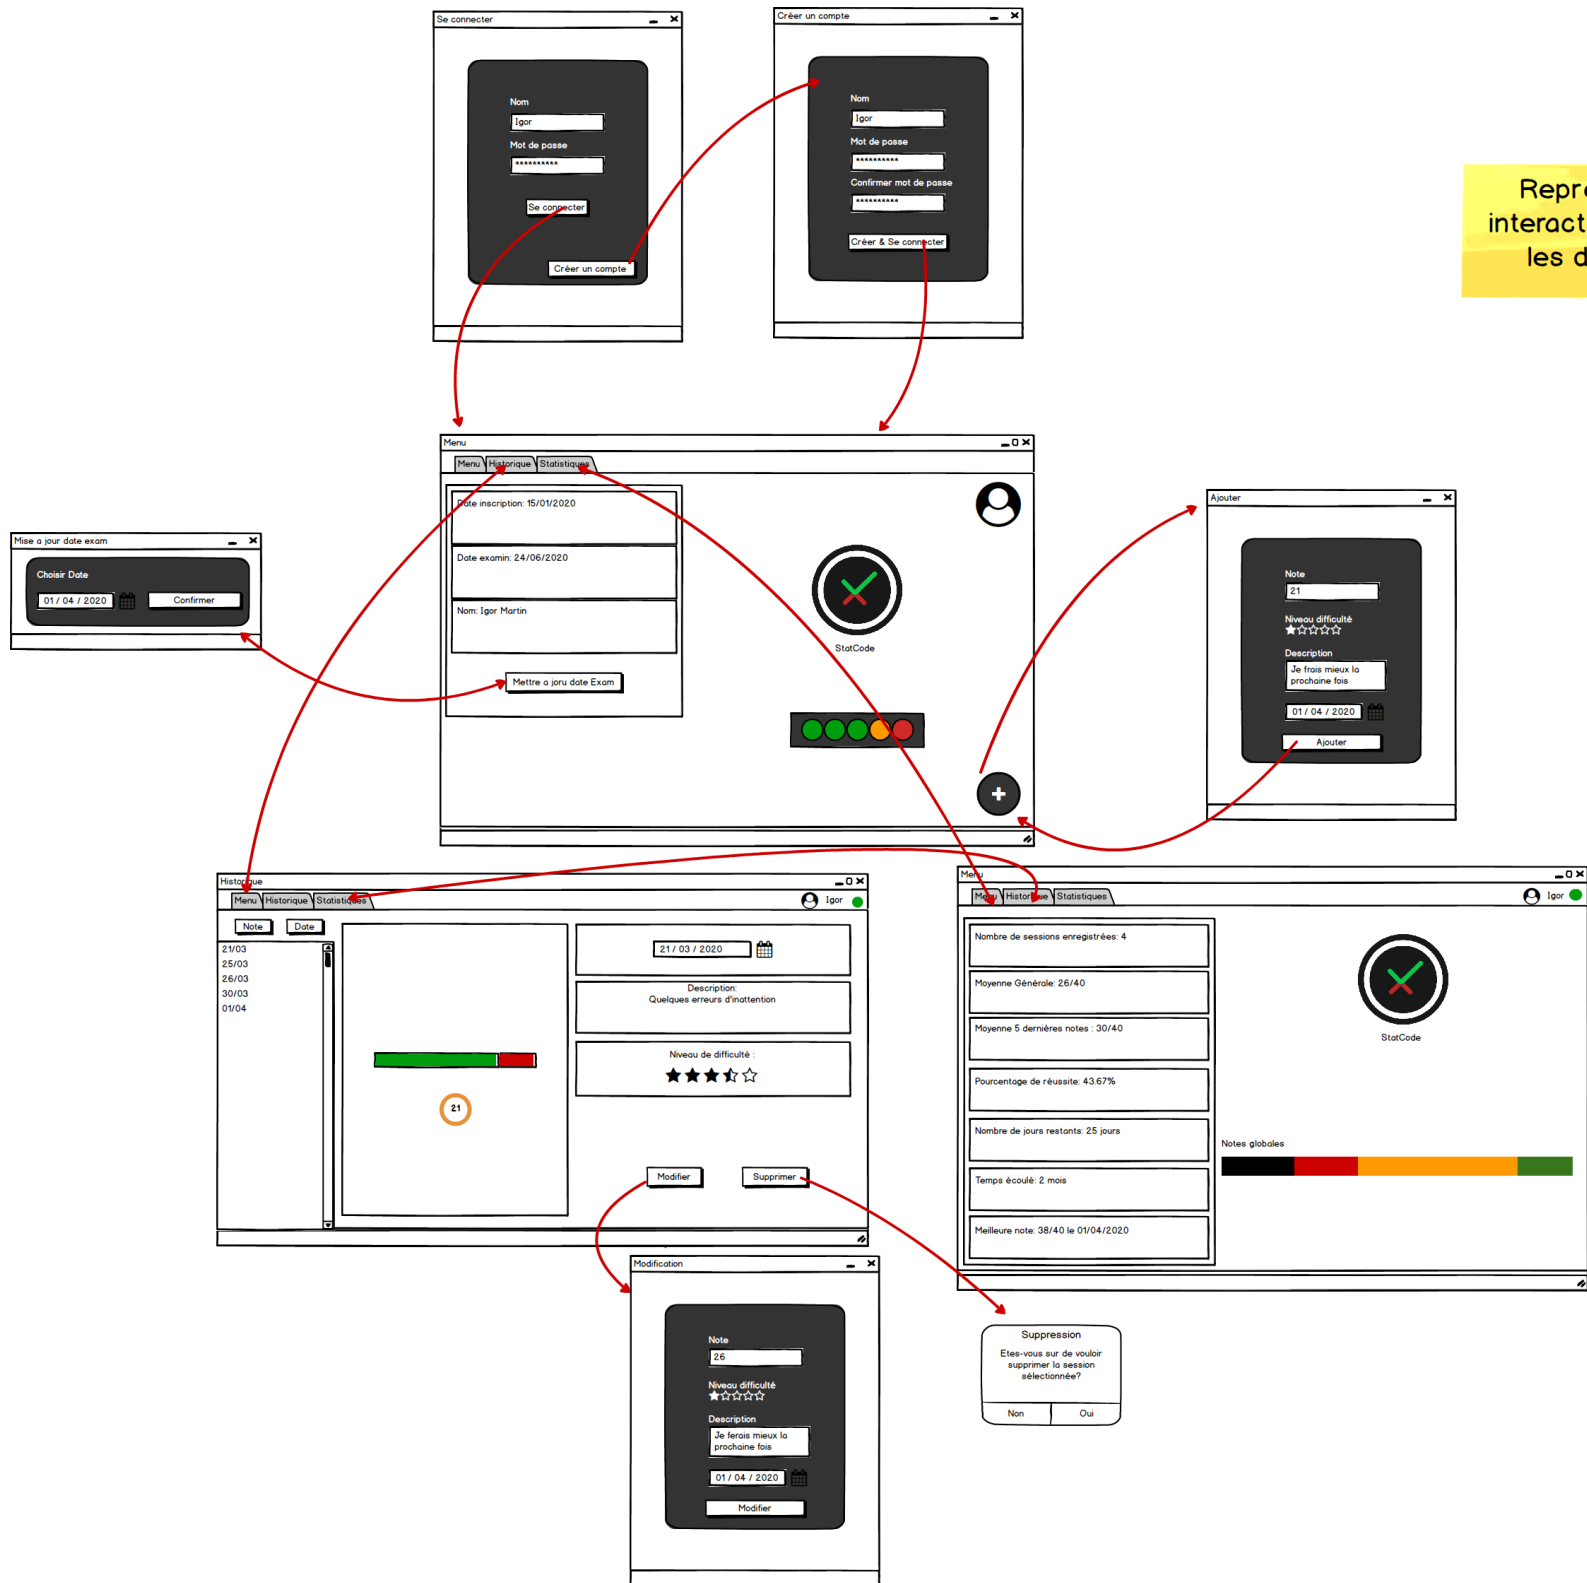 Se connecter
Nom
Igor
Mot de passe
**********
Se connecter
Créer un compte
Créer un compte
Nom
Igor
Mot de passe
**********
Confirmer mot de passe
**********
Créer & Se connecter
interact
les d
Menu
Menu Historique Statistiques
Date inscription: 15/01/2020
Date examin: 24/06/2020
Nom: Igor Martin
Mettre a joru date Exam
StatCode
+
Mise a jour date exam
Choisir Date
01 / 04 / 2020
Confirmer
Ajouter
Note
21
Niveau difficulté
Description
Je frais mieux la
prochaine fois
01 / 04 / 2020
Ajouter
Historique
Menu Historique Statistiques
Igor
Note Date
21/03
25/03
26/03
30/03
01/04
21
21 / 03 / 2020
Description:
Quelques erreurs d'inattention
Niveau de difficulté :
Modifier
Supprimer
Menu
Menu Historique Statistiques
Igor
Nombre de sessions enregistrées: 4
Moyenne Générale: 26/40
Moyenne 5 dernières notes : 30/40
Pourcentage de réussite: 43.67%
Nombre de jours restants: 25 jours
Temps écoulé: 2 mois
Meilleure note: 38/40 le 01/04/2020
StatCode
Notes globales
Modification
Note
26
Niveau difficulté
Description
Je ferais mieux la
prochaine fois
01 / 04 / 2020
Modifier
Suppression
Etes-vous sur de vouloir
supprimer la session
sélectionnée?
Non Oui